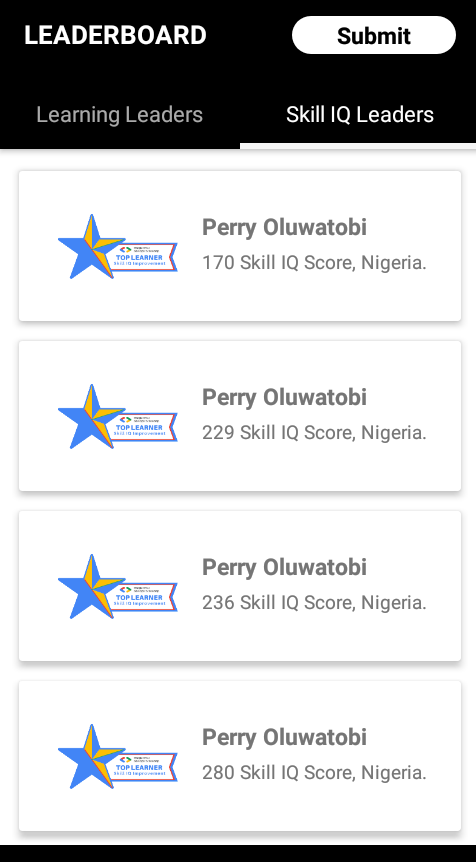 LEADERBOARD
Submit
Learning Leaders
Skill IQ Leaders
Perry Oluwatobi
170 Skill IQ Score, Nigeria.
TOP LEARNER
Skill IQ Improvement
Perry Oluwatobi
229 Skill IQ Score, Nigeria.
TOP LEARNER
Skill IQ Improvement
Perry Oluwatobi
236 Skill IQ Score, Nigeria.
TOP LEARNER
Skill IQ Improvement
Perry Oluwatobi
280 Skill IQ Score, Nigeria.
TOP LEARNER
Skill IQ Improvement